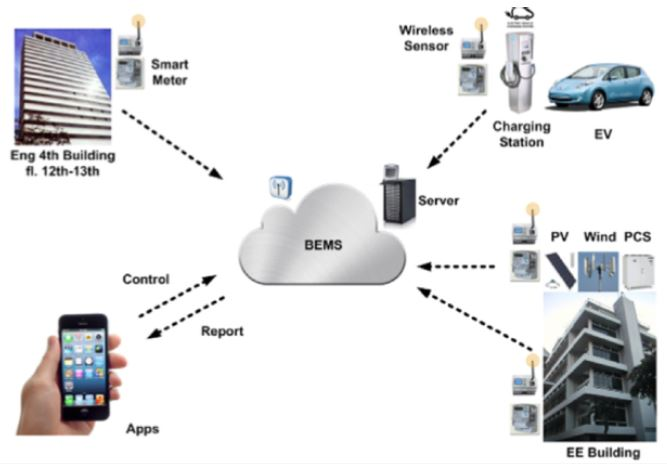 Smart
Meter
Eng 4th Building
fl. 12th-13th
Wireless
Sensor
Charging
Station
EV
Server
BEMS
PV Wind PCS
Control
Report
Apps
EE Building